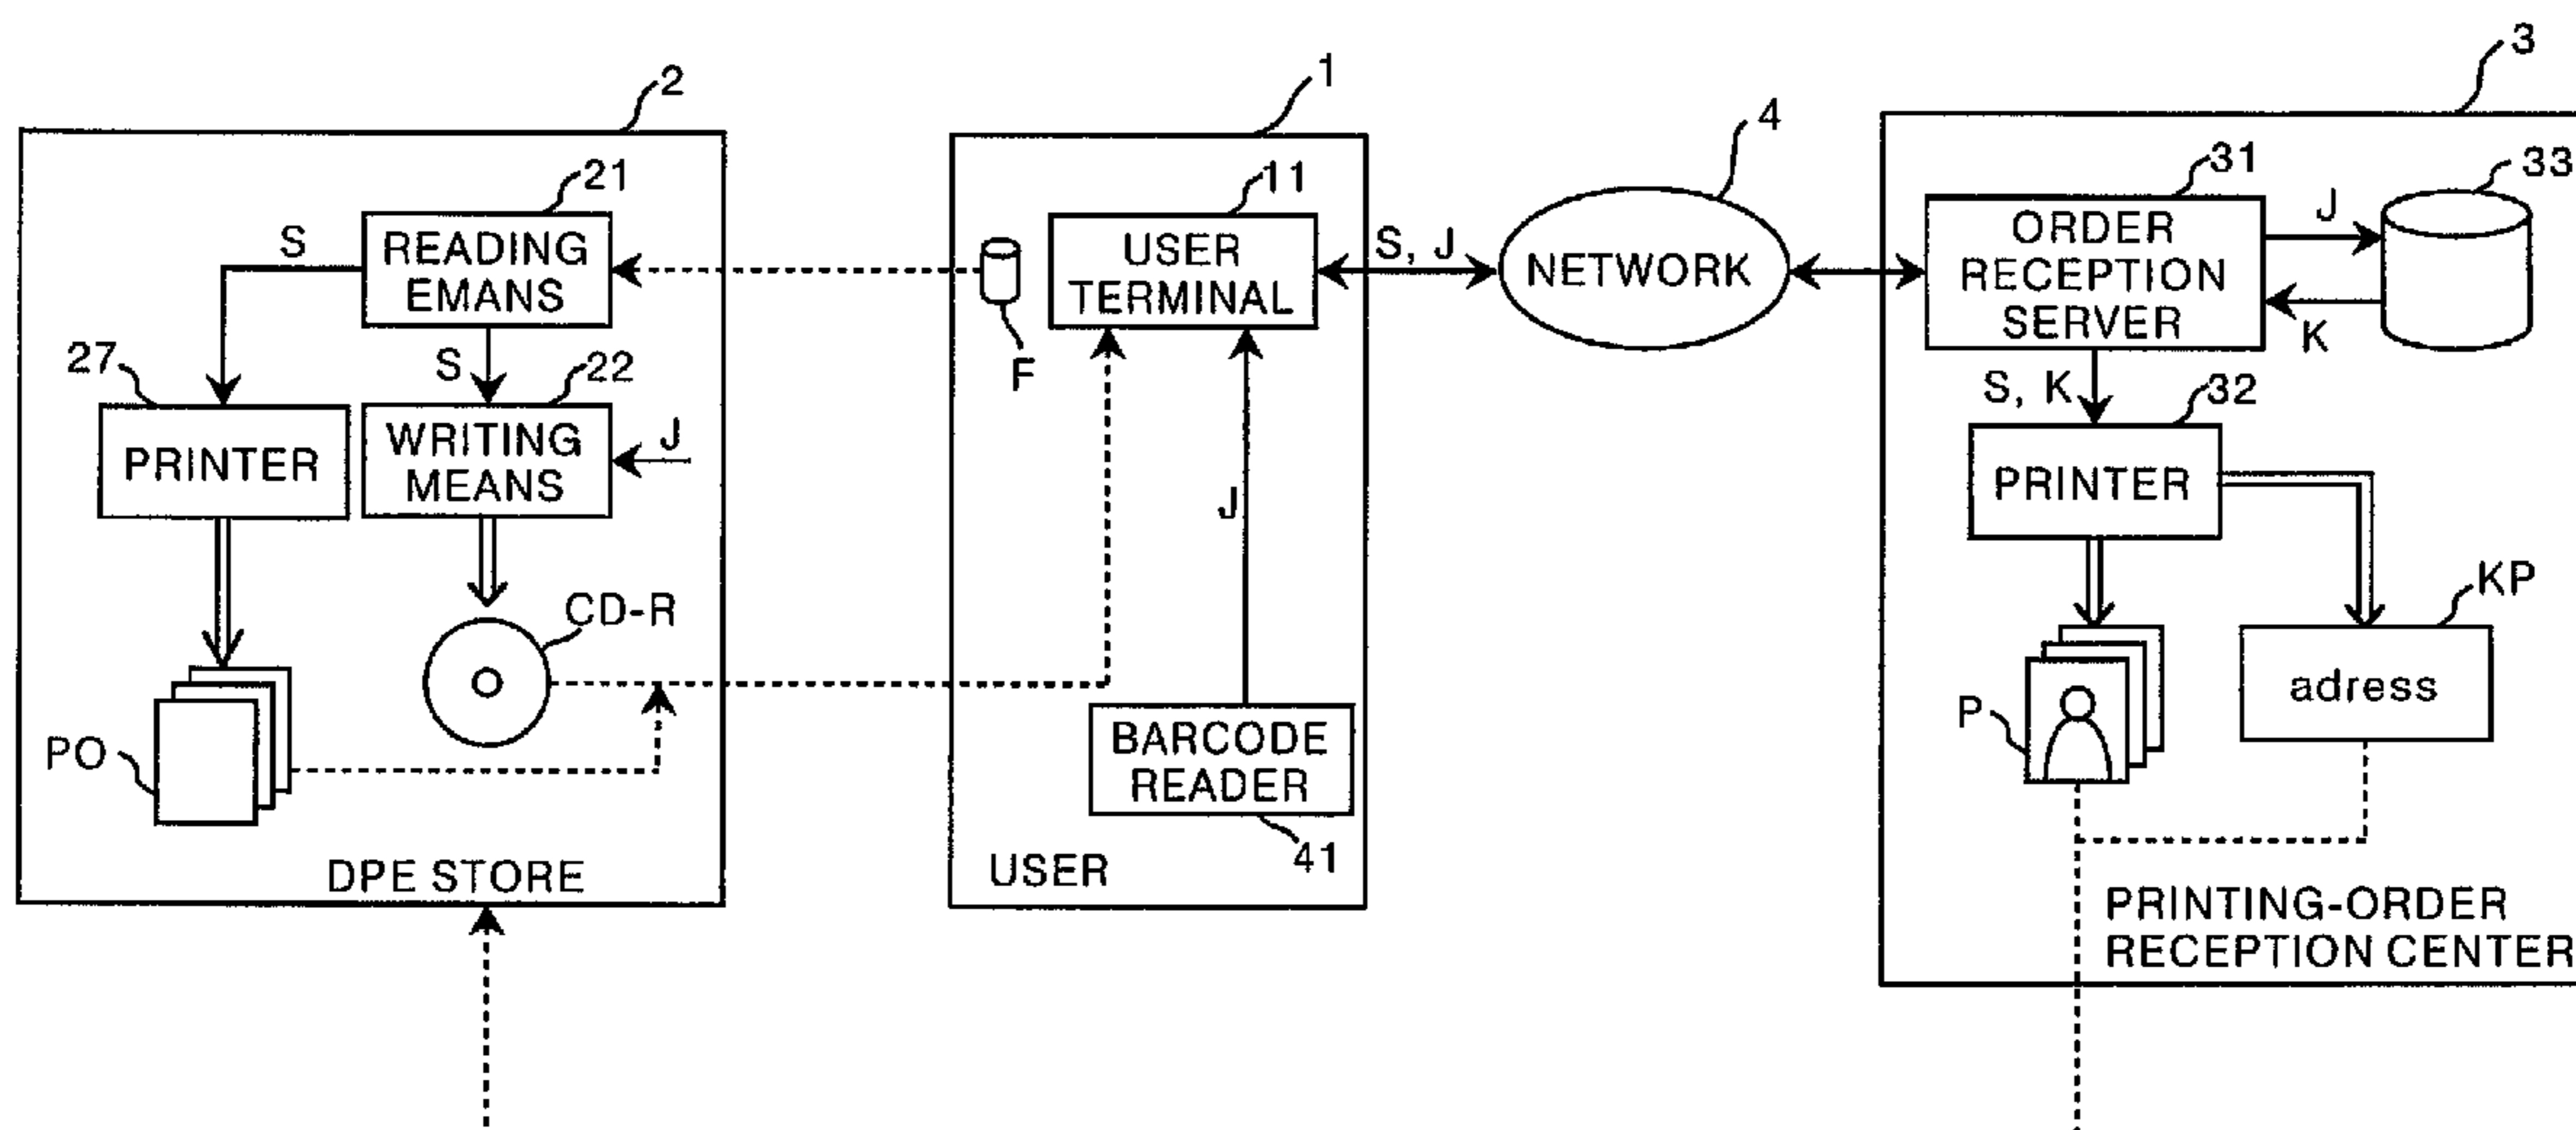 2
21
S
READING
EMANS
27
S
22
PRINTER
WRITING
MEANS
J
CD-R
PO
DPE STORE
1
11
USER
TERMINAL
F
J
BARCODE
READER
41
USER
S, J
4
NETWORK
3
31
33
ORDER
RECEPTION
SERVER
J
K
S, K
32
PRINTER
KP
adress
P
PRINTING-ORDER
RECEPTION CENTER